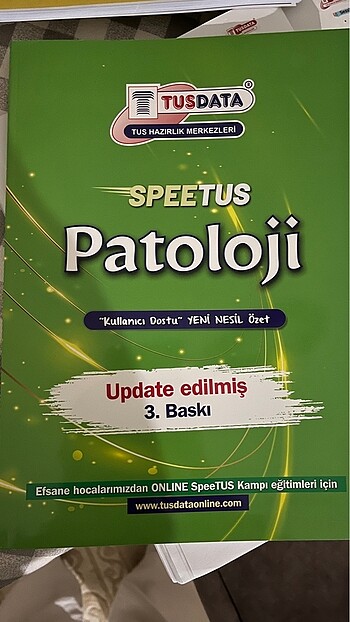 TUSDATA
TUS HAZIRLIK MERKEZLERİ
SPEETUS
Patoloji
"Kullanıcı Dostu" YENİ NESİL Özet
Update edilmiş
3. Baskı
Efsane hocalarımızdan ONLINE SpeeTUS Kampı eğitimleri için
www.tusdataonline.com